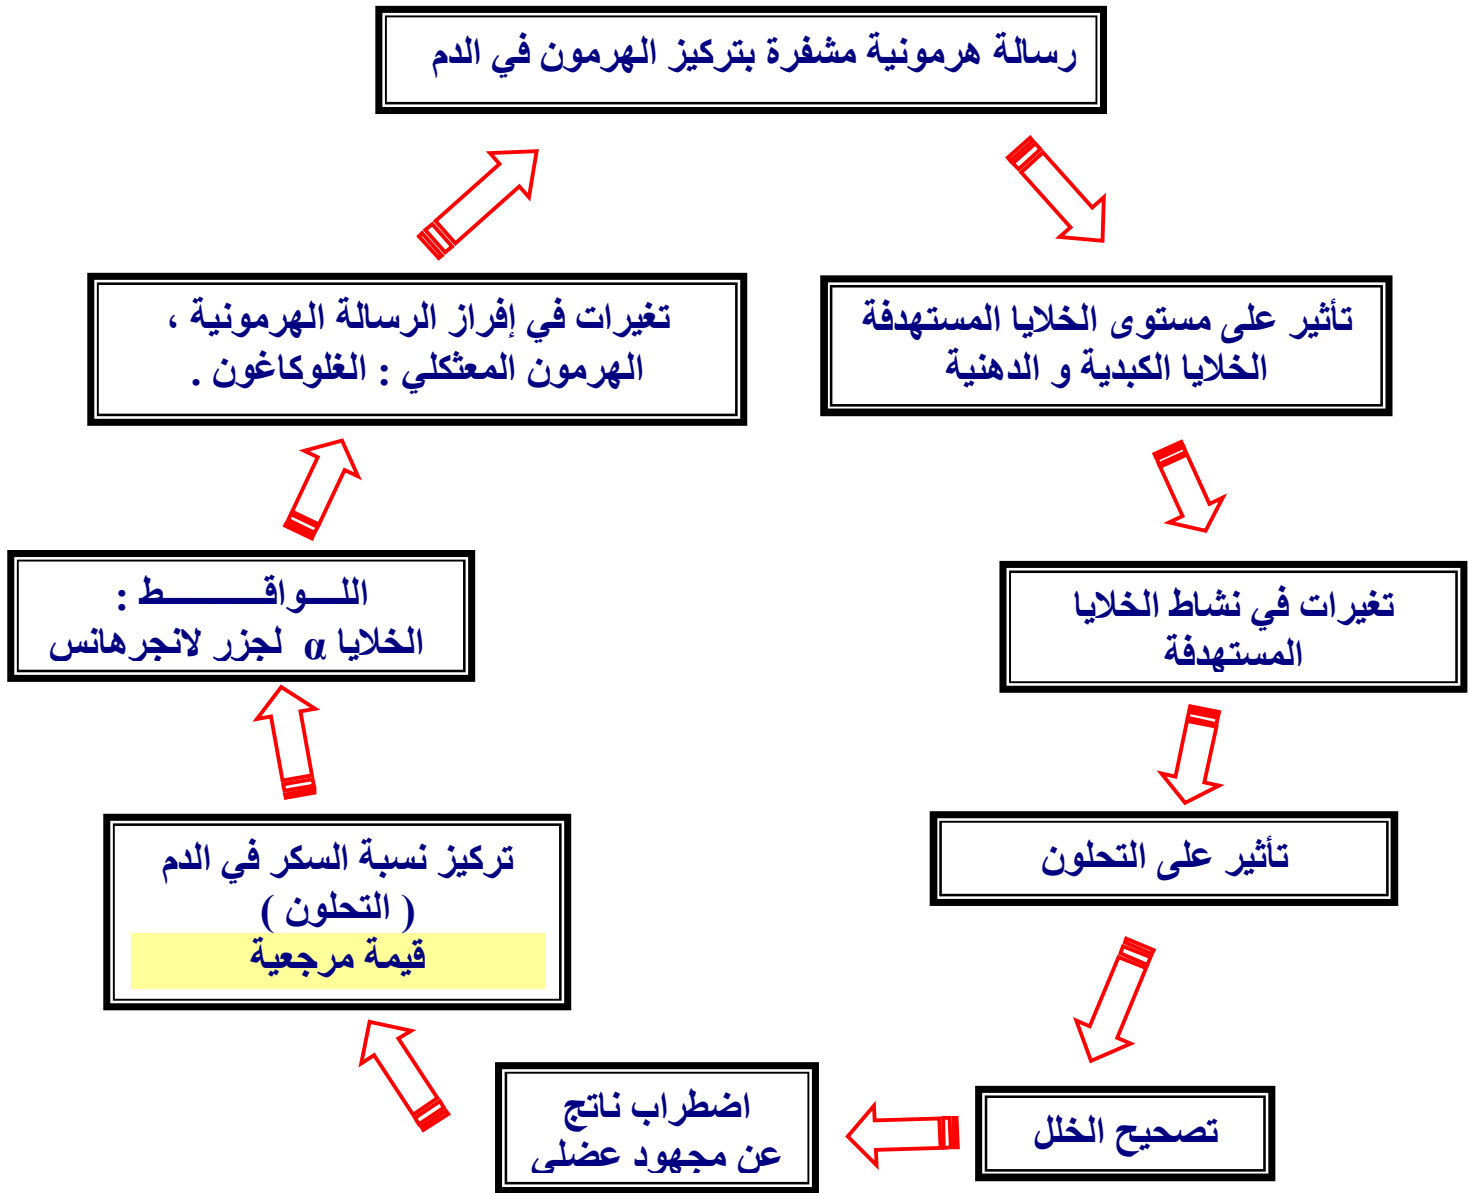 رسالة هرمونية مشفرة بتركيز الهرمون في الدم
تأثير على مستوى الخلايا المستهدفة
الخلايا الكبدية و الدهنية
تغيرات في نشاط الخلايا
المستهدفة
تأثير على التحلون
تصحيح الخلل
اضطراب ناتج
عن مجهود عضلي
تركيز نسبة السكر في الدم
( التحلون )
قيمة مرجعية
اللـــواقــــــــط :
الخلايا α لجزر لانجرهانس
تغيرات في إفراز الرسالة الهرمونية ،
الهرمون المعثكلي : الغلوكاغون .